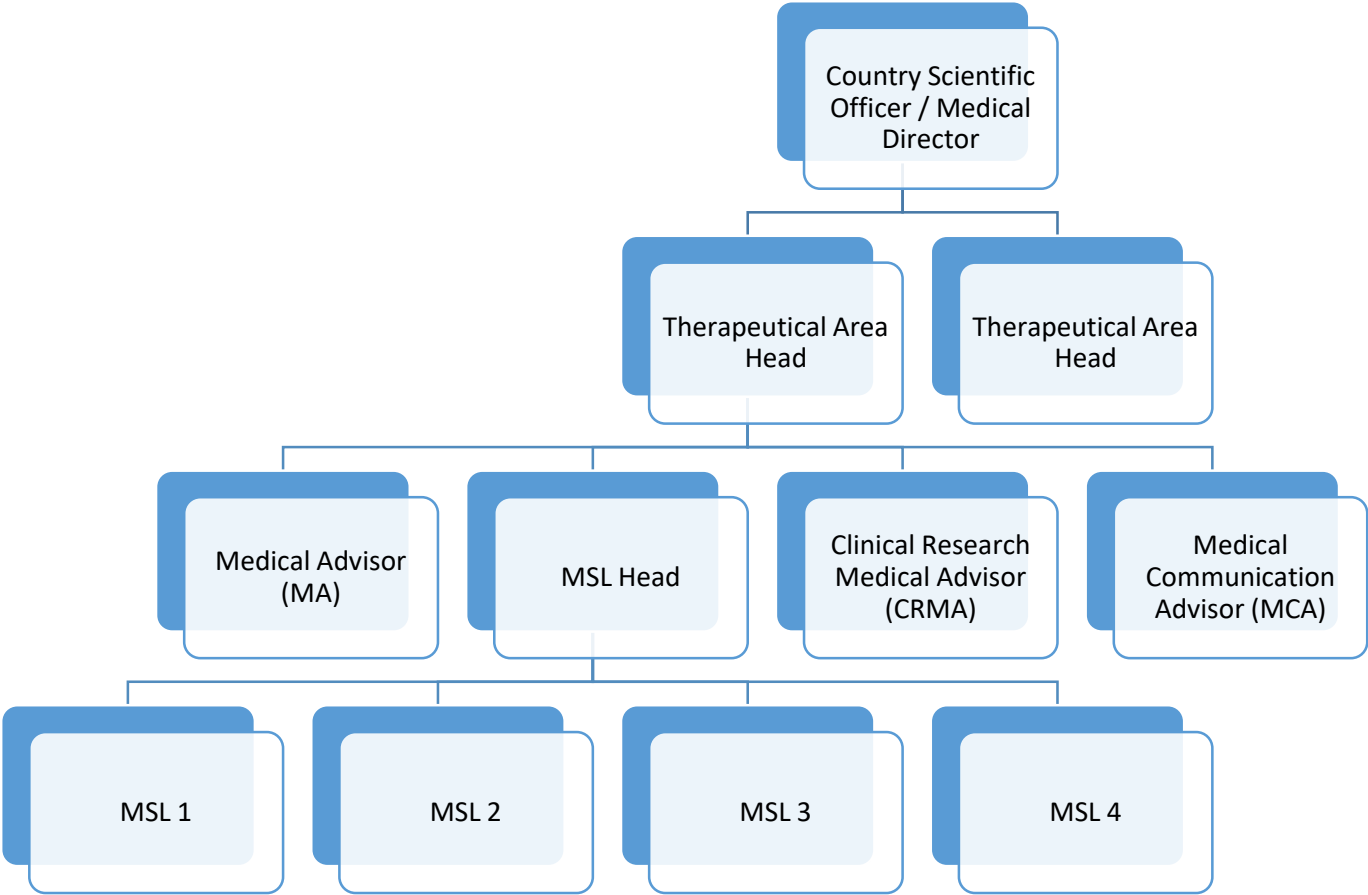 Country Scientific
Officer / Medical
Director
Therapeutical Area
Head
Therapeutical Area
Head
Medical Advisor
(MA)
MSL Head
Clinical Research
Medical Advisor
(CRMA)
Medical
Communication
Advisor (MCA)
MSL 1
MSL 2
MSL 3
MSL 4